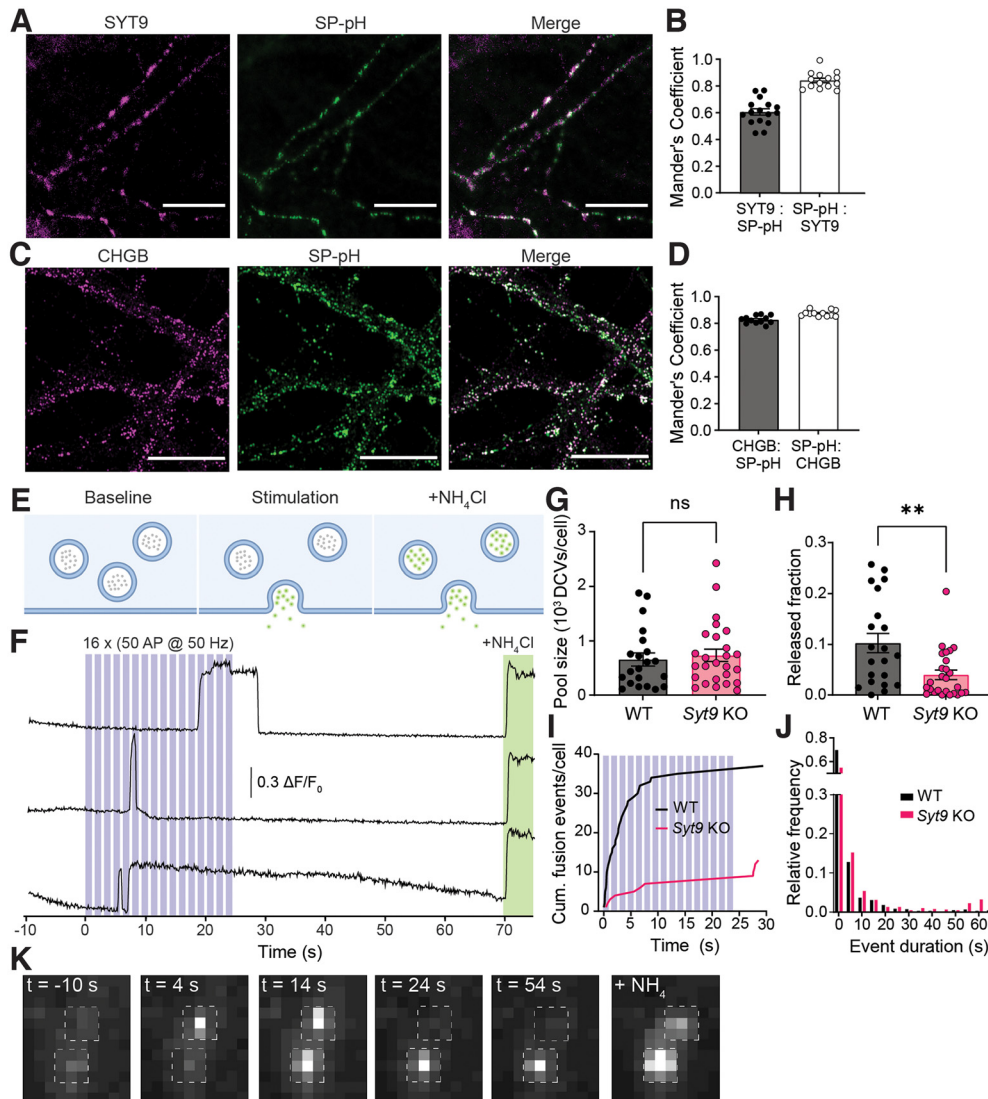 A
SYT9
SP-pH
Merge
B
Mander's Coefficient
1.0
0.8
0.6
0.4
0.2
0.0
SYT9 :
SP-pH
SP-pH :
SYT9
C
CHGB
SP-pH
Merge
D
Mander's Coefficient
1.0
0.8
0.6
0.4
0.2
0.0
CHGB:
SP-pH
SP-pH:
CHGB
E
Baseline
Stimulation
+NH4Cl
F
16 x (50 AP @ 50 Hz)
+NH4Cl
0.3 ΔF/F0
-10 0 10 20 30 40 50 60 70
Time (s)
G
ns
Pool size (10³ DCVs/cell)
3
2
1
0
WT
Syt9 KO
H
**
Released fraction
0.3
0.2
0.1
0.0
WT
Syt9 KO
I
Cum. fusion events/cell
40
30
20
10
0
WT
Syt9 KO
0 5 10 15 20 25 30
Time (s)
J
Relative frequency
0.8
0.6
0.3
0.2
0.1
0.0
WT
Syt9 KO
0 10 20 30 40 50 60
Event duration (s)
K
t = -10 s
t = 4 s
t = 14 s
t = 24 s
t = 54 s
+ NH4